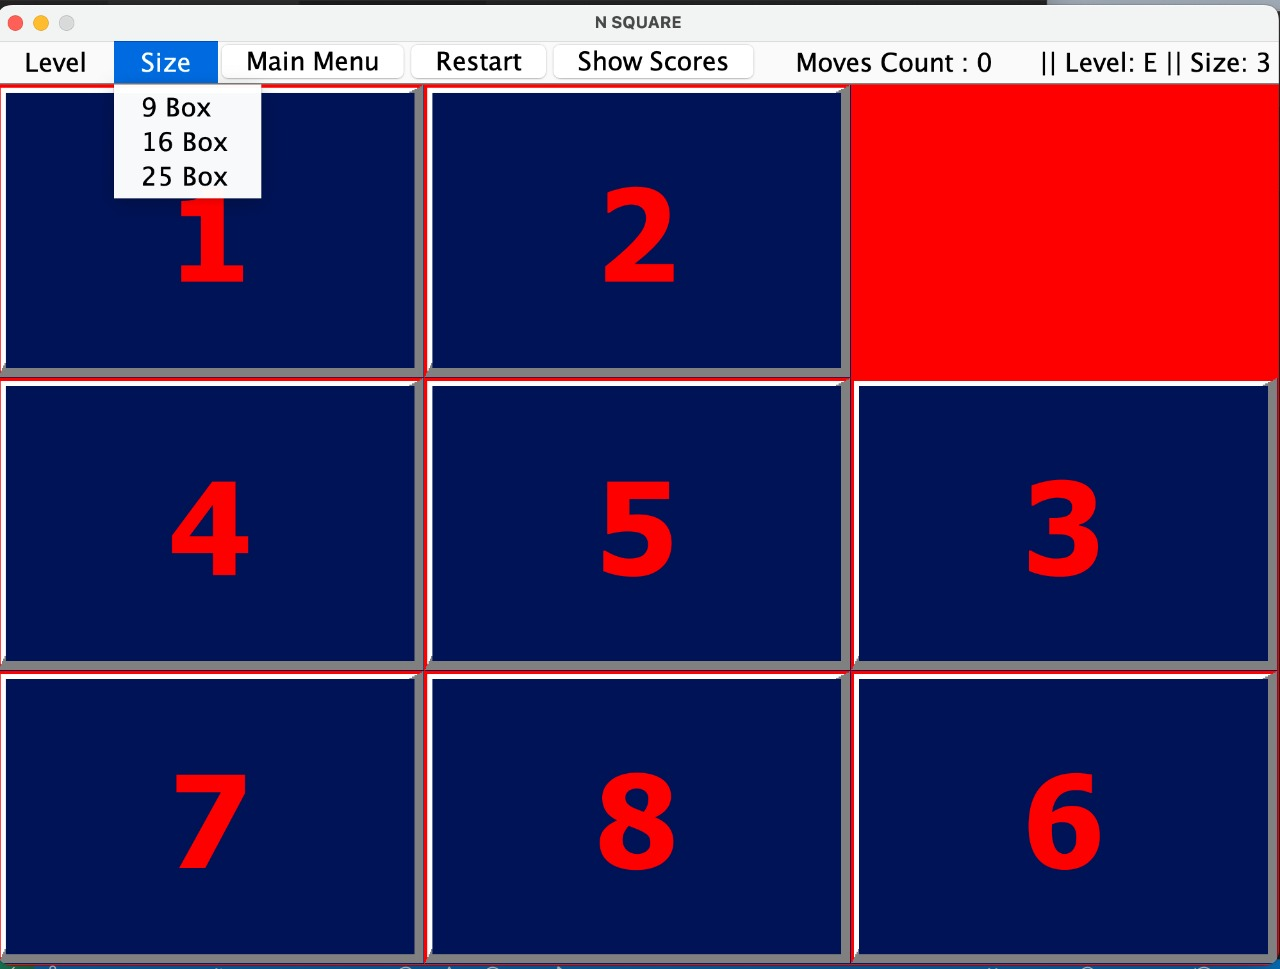 N SQUARE
Level Size Main Menu Restart Show Scores Moves Count : 0 || Level: E || Size: 3
9 Box
16 Box
25 Box
1 2
4 5 3
7 8 6